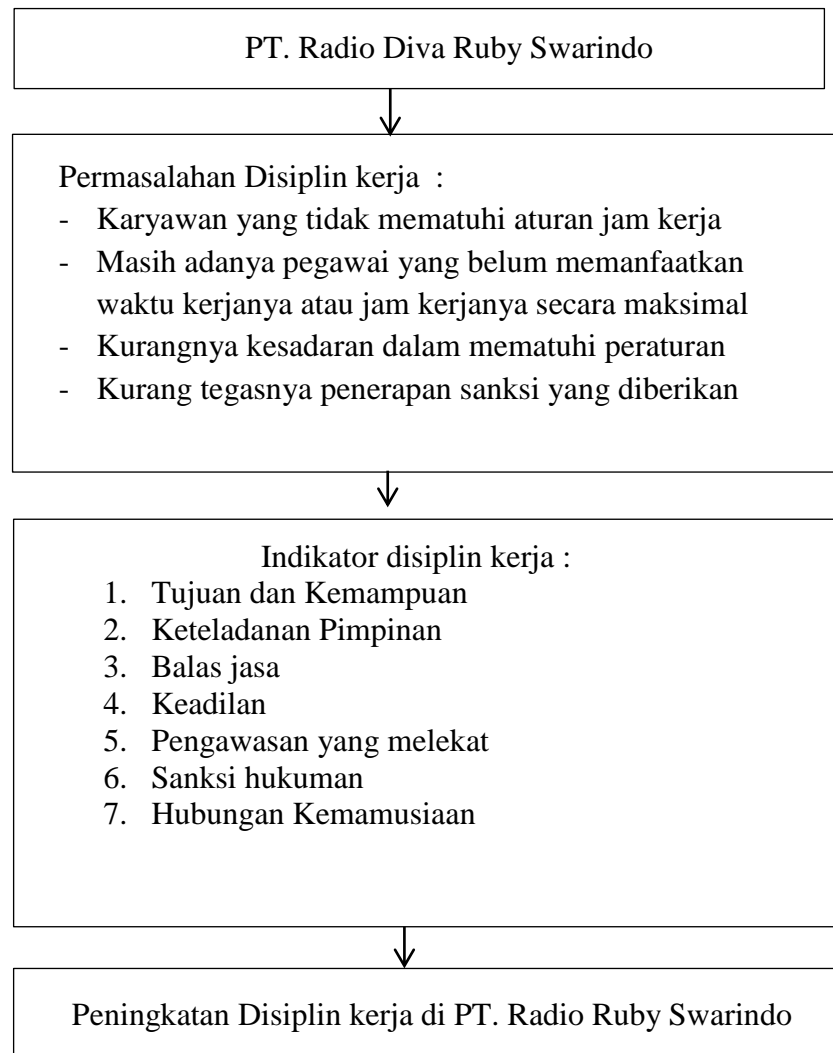 PT. Radio Diva Ruby Swarindo
Permasalahan Disiplin kerja :
- Karyawan yang tidak mematuhi aturan jam kerja
- Masih adanya pegawai yang belum memanfaatkan
waktu kerjanya atau jam kerjanya secara maksimal
- Kurangnya kesadaran dalam mematuhi peraturan
- Kurang tegasnya penerapan sanksi yang diberikan
Indikator disiplin kerja :
1. Tujuan dan Kemampuan
2. Keteladanan Pimpinan
3. Balas jasa
4. Keadilan
5. Pengawasan yang melekat
6. Sanksi hukuman
7. Hubungan Kemamusiaan
Peningkatan Disiplin kerja di PT. Radio Ruby Swarindo